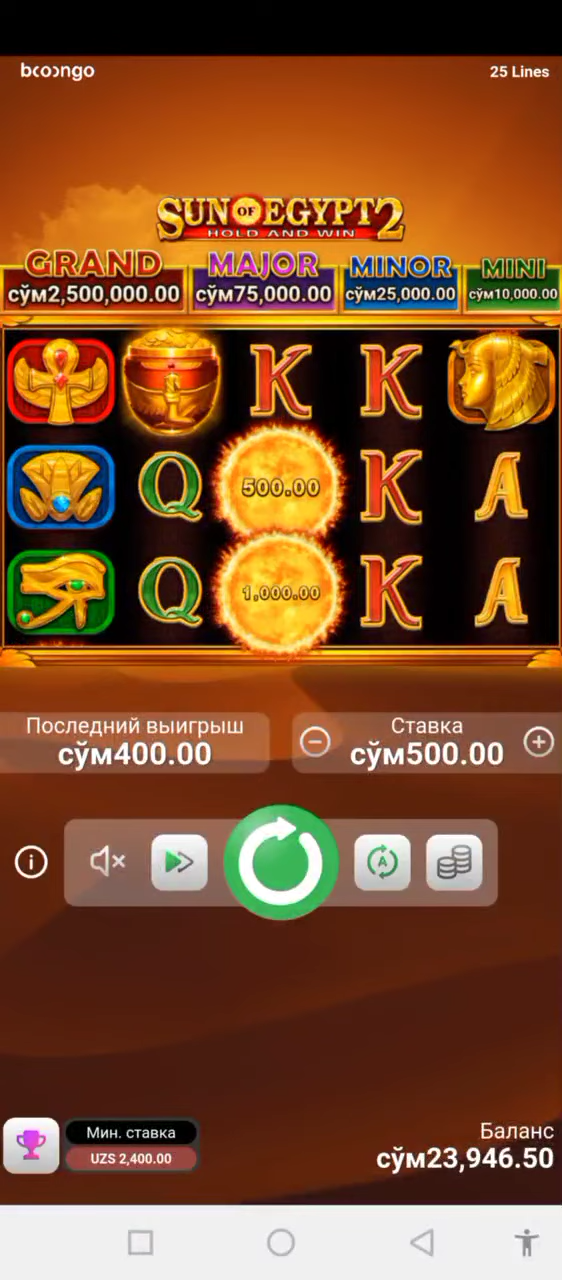 booongo
25 Lines
SUN OF EGYPT 2
HOLD AND WIN
GRAND MAJOR MINOR MINI
сўм2,500,000.00 сўм75,000.00 сўм25,000.00 сўм10,000.00
K K
Q 500.00 K A
Q 1,000.00 K A
Последний выигрыш
сўм400.00
Ставка
сўм500.00
i
A
Мин. ставка
UZS 2,400.00
Баланс
сўм23,946.50